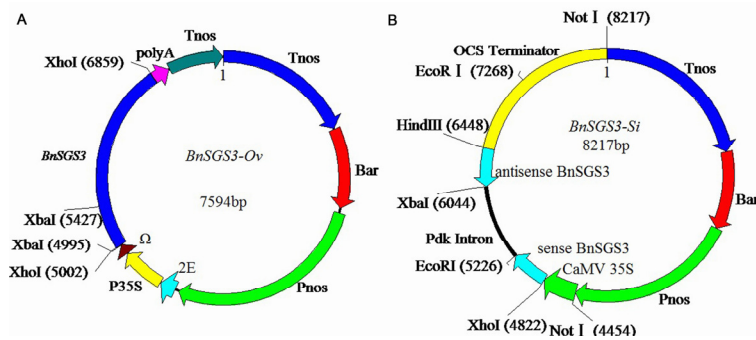 A
polyA
Tnos
XhoI (6859)
Tnos
1
BnSGS3
BnSGS3-Ov
Bar
7594bp
XbaI (5427)
Ω
XbaI (4995)
2E
XhoI (5002)
P35S
Pnos
B
Not I (8217)
OCS Terminator
EcoR I (7268)
1
Tnos
HindIII (6448)
BnSGS3-Si
8217bp
antisense BnSGS3
XbaI (6044)
Bar
Pdk Intron
sense BnSGS3
EcoRI (5226)
CaMV 35S
Pnos
XhoI (4822)
Not I (4454)